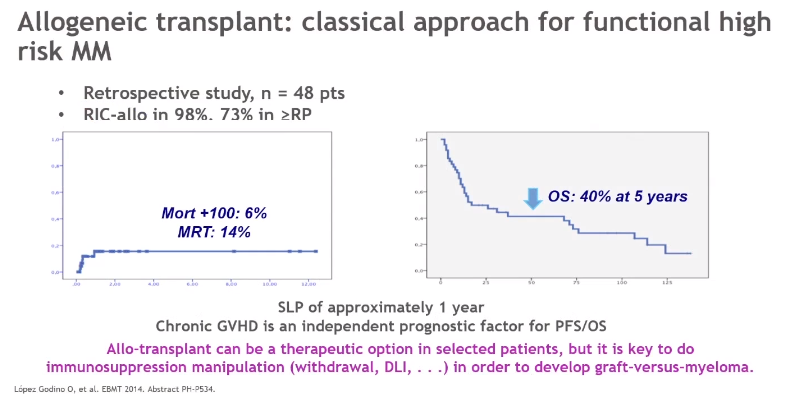 Allogeneic transplant: classical approach for functional high
risk MM
• Retrospective study, n = 48 pts
• RIC-allo in 98%, 73% in ≥RP
1,0
0,8
0,6
0,4
0,2
0,0
,00 2,00 4,00 6,00 8,00 10,00 12,00
Mort +100: 6%
MRT: 14%
1,0
0,8
0,6
0,4
0,2
0,0
0 25 50 75 100 125
OS: 40% at 5 years
SLP of approximately 1 year
Chronic GVHD is an independent prognostic factor for PFS/OS
Allo-transplant can be a therapeutic option in selected patients, but it is key to do
immunosuppression manipulation (withdrawal, DLI, . . .) in order to develop graft-versus-myeloma.
López Godino O, et al. EBMT 2014. Abstract PH-P534.